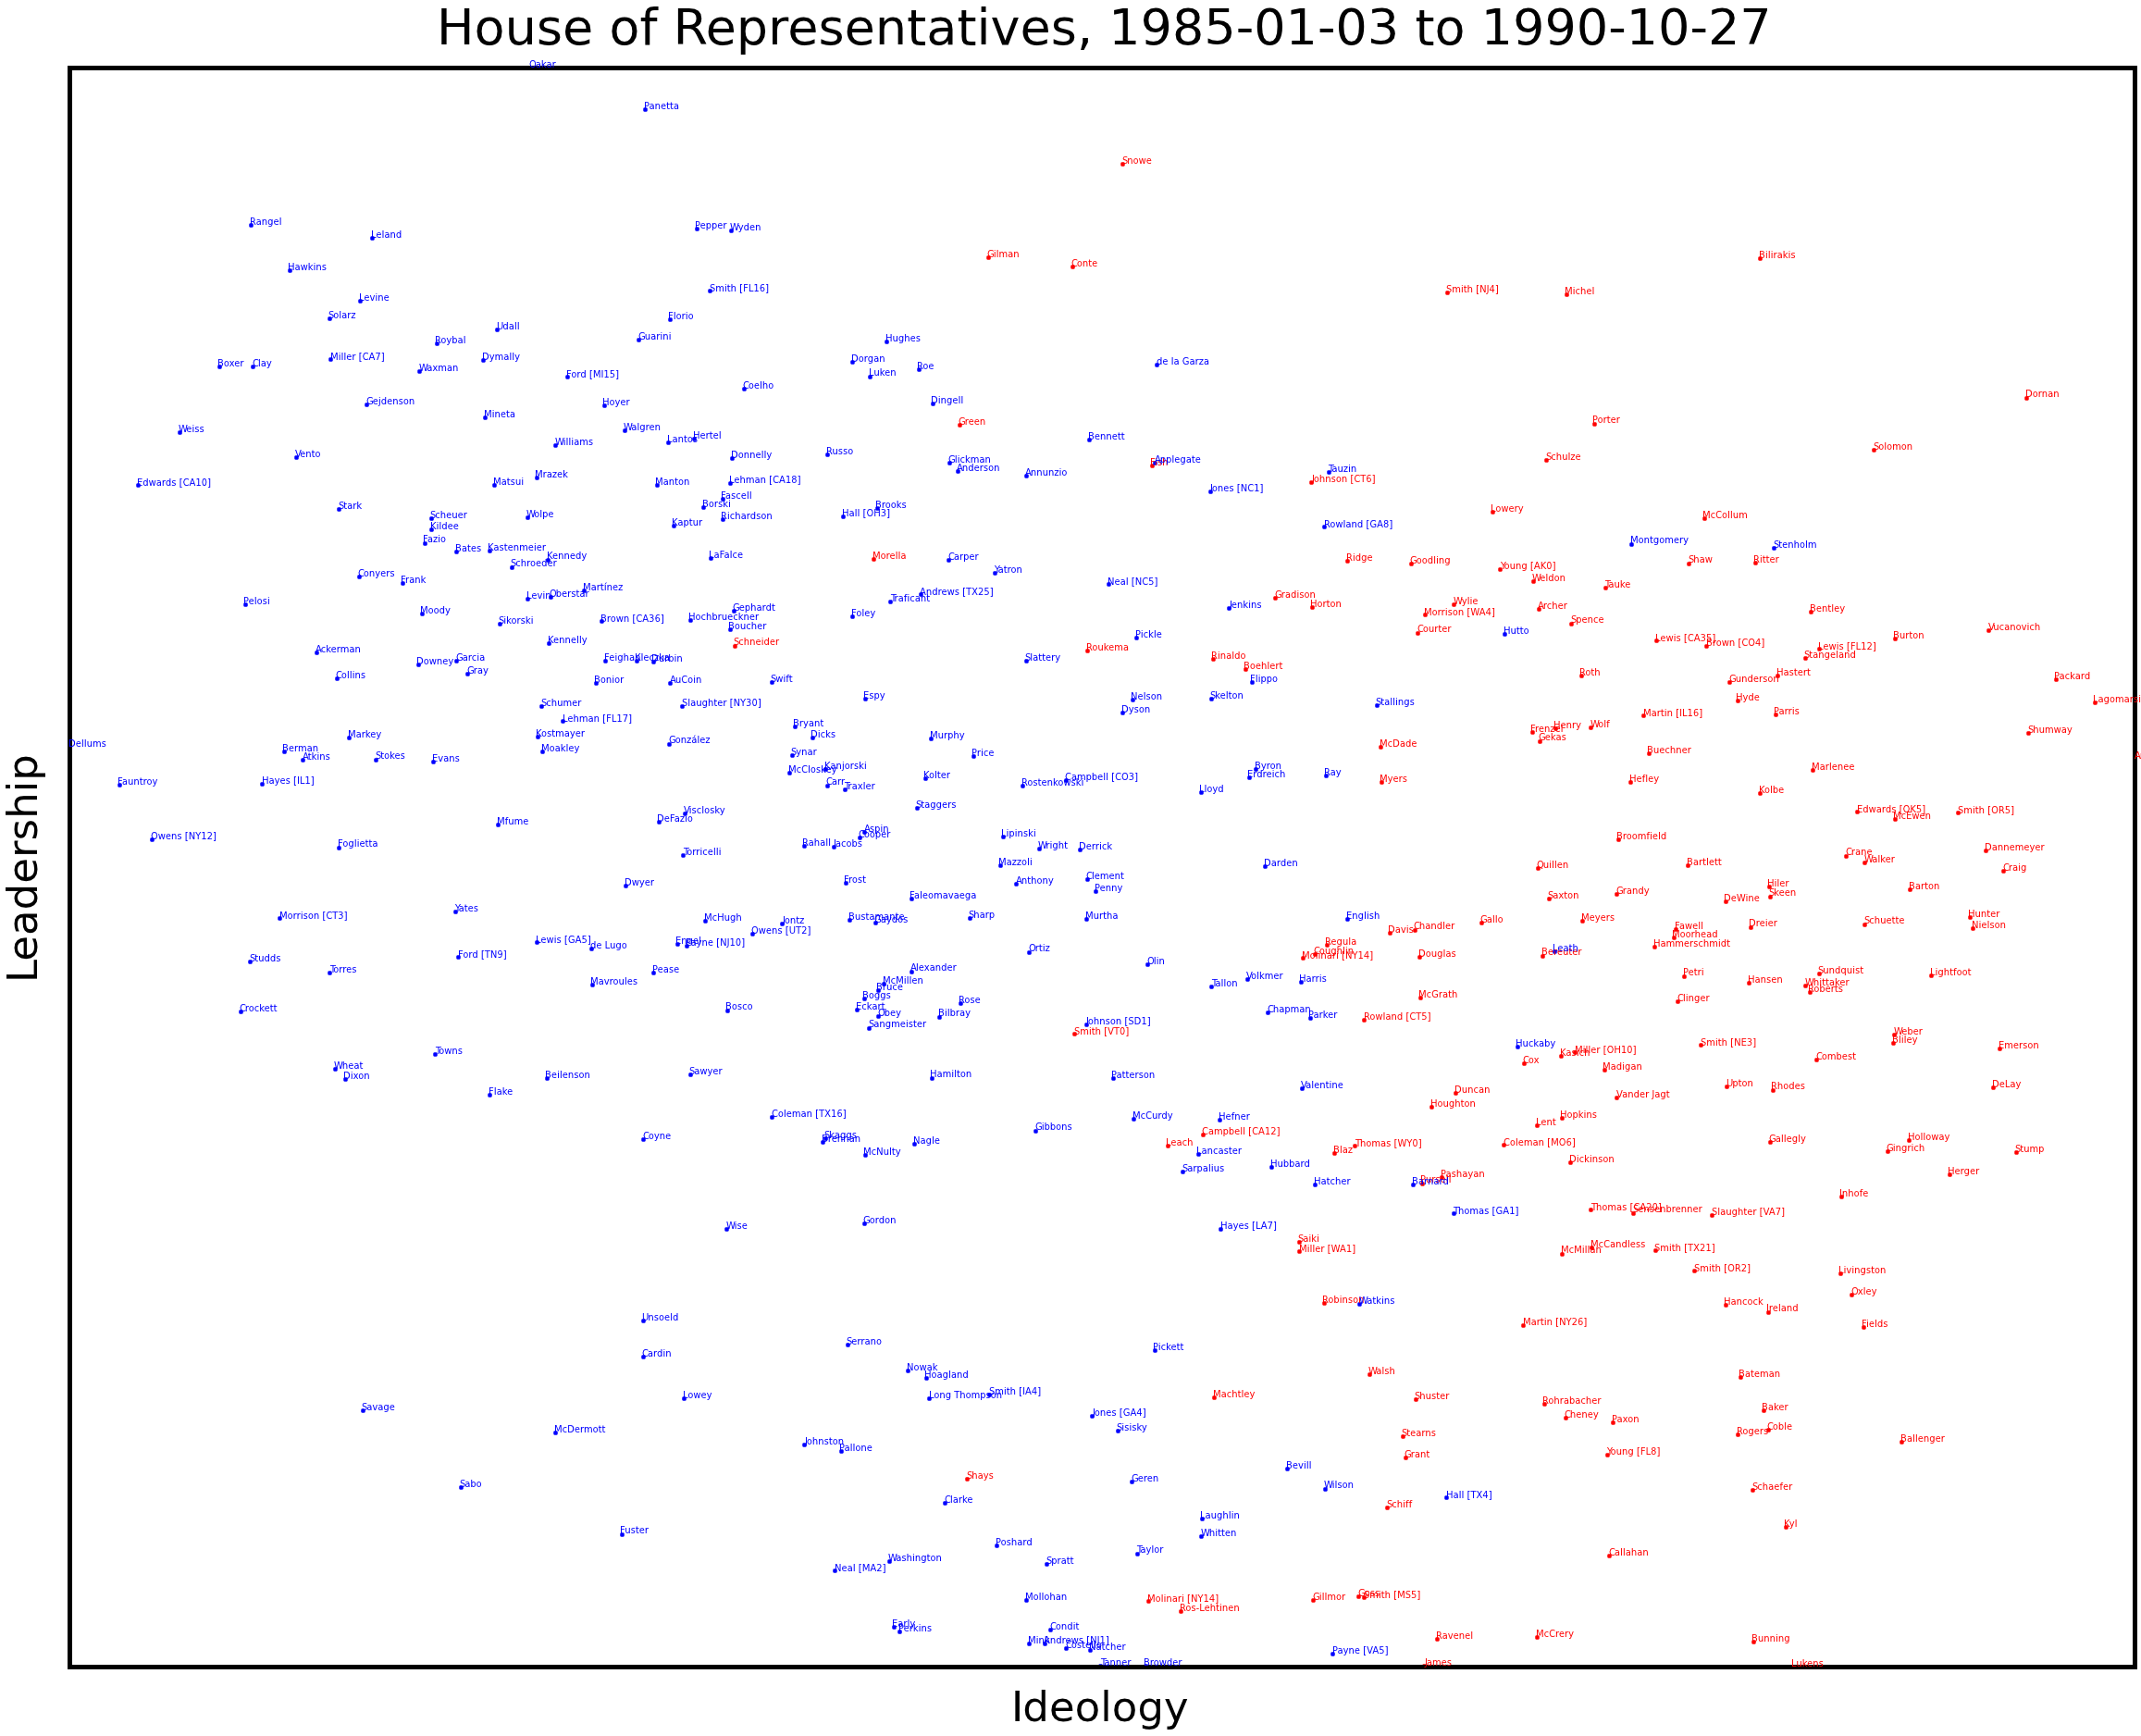 House of Representatives, 1985-01-03 to 1990-10-27
Oakar
Panetta
Snowe
Rangel
Pepper
Wyden
Leland
Gilman
Conte
Bilirakis
Hawkins
Smith [FL16]
Smith [NJ4]
Michel
Levine
Solarz
Florio
Udall
Guarini
Hughes
Roybal
Miller [CA7]
Dymally
Dorgan
de la Garza
Boxer
Clay
Waxman
Roe
Ford [MI15]
Luken
Coelho
Dornan
Gejdenson
Hoyer
Dingell
Mineta
Green
Porter
Weiss
Walgren
Lantos
Hertel
Bennett
Williams
Solomon
Vento
Donnelly
Russo
Glickman
Applegate
Fish
Schulze
Anderson
Annunzio
Tauzin
Edwards [CA10]
Matsui
Mrazek
Manton
Lehman [CA18]
Johnson [CT6]
Jones [NC1]
Fascell
Stark
Borski
Brooks
Lowery
Scheuer
Wolpe
Richardson
Hall [OH3]
McCollum
Kildee
Kaptur
Rowland [GA8]
Fazio
Bates
Kastenmeier
Montgomery
Stenholm
Kennedy
LaFalce
Morella
Carper
Ridge
Goodling
Shaw
Ritter
Schroeder
Young [AK0]
Conyers
Frank
Yatron
Weldon
Martínez
Neal [NC5]
Tauke
Levin
Oberstar
Andrews [TX25]
Gradison
Pelosi
Traficant
Jenkins
Horton
Wylie
Archer
Moody
Gephardt
Foley
Morrison [WA4]
Bentley
Sikorski
Brown [CA36]
Hochbrueckner
Boucher
Spence
Courter
Hutto
Vucanovich
Kennelly
Schneider
Pickle
Lewis [CA35]
Brown [CO4]
Burton
Ackerman
Roukema
Lewis [FL12]
Downey
Garcia
Feighan
Kleczka
Durbin
Slattery
Rinaldo
Stangeland
Collins
Gray
Boehlert
Roth
Hastert
Bonior
AuCoin
Swift
Flippo
Gunderson
Packard
Schumer
Slaughter [NY30]
Espy
Nelson
Skelton
Stallings
Hyde
Lagomarsi
Lehman [FL17]
Dyson
Martin [IL16]
Parris
Bryant
Henry
Wolf
Markey
Kostmayer
González
Dicks
Murphy
Frenzel
Gekas
Shumway
Dellums
Berman
Moakley
McDade
Atkins
Stokes
Evans
Synar
Price
Buechner
A
McCloskey
Kanjorski
Byron
Erdreich
Ray
Marlenee
Fauntroy
Hayes [IL1]
Carr
Traxler
Kolter
Rostenkowski
Campbell [CO3]
Lloyd
Myers
Hefley
Kolbe
Staggers
Edwards [OK5]
Smith [OR5]
Mfume
DeFazio
Visclosky
McEwen
Owens [NY12]
Aspin
Cooper
Lipinski
Broomfield
Foglietta
Torricelli
Rahall
Jacobs
Wright
Derrick
Crane
Dannemeyer
Mazzoli
Darden
Quillen
Bartlett
Walker
Craig
Dwyer
Frost
Anthony
Clement
Penny
Hiler
Skeen
Barton
Faleomavaega
Saxton
Grandy
DeWine
Yates
Morrison [CT3]
McHugh
Jontz
Bustamante
Gaydos
Sharp
Murtha
English
Gallo
Meyers
Hunter
Schuette
Owens [UT2]
Davis
Chandler
Fawell
Dreier
Nielson
Lewis [GA5]
de Lugo
Engel
Payne [NJ10]
Regula
Moorhead
Ford [TN9]
Ortiz
Coughlin
Molinari [NY14]
Douglas
Bereuter
Leath
Hammerschmidt
Studds
Torres
Pease
Alexander
Olin
Petri
Sundquist
Lightfoot
Mavroules
McMillen
Bruce
Tallon
Volkmer
Harris
Hansen
Whittaker
Roberts
Crockett
Bosco
Boggs
Eckart
Rose
McGrath
Clinger
Obey
Bilbray
Chapman
Parker
Rowland [CT5]
Sangmeister
Johnson [SD1]
Smith [VT0]
Towns
Huckaby
Kasich
Miller [OH10]
Smith [NE3]
Weber
Bliley
Emerson
Wheat
Dixon
Beilenson
Sawyer
Hamilton
Patterson
Cox
Madigan
Combest
Flake
Valentine
Duncan
Vander Jagt
Upton
Rhodes
DeLay
Coleman [TX16]
McCurdy
Hefner
Houghton
Hopkins
Coyne
Skaggs
Brennan
Nagle
Gibbons
Campbell [CA12]
Lent
Leach
Thomas [WY0]
Coleman [MO6]
Gallegly
Holloway
McNulty
Lancaster
Blaz
Gingrich
Stump
Sarpalius
Hubbard
Dickinson
Hatcher
Barnard
Pursell
Pashayan
Herger
Inhofe
Wise
Gordon
Hayes [LA7]
Thomas [GA1]
Thomas [CA20]
Sensenbrenner
Slaughter [VA7]
Saiki
Miller [WA1]
McMillan
McCandless
Smith [TX21]
Smith [OR2]
Livingston
Oxley
Robinson
Watkins
Hancock
Ireland
Unsoeld
Martin [NY26]
Fields
Cardin
Serrano
Pickett
Nowak
Hoagland
Walsh
Bateman
Lowey
Long Thompson
Smith [IA4]
Machtley
Shuster
Rohrabacher
Savage
Jones [GA4]
Cheney
Paxon
Baker
McDermott
Sisisky
Stearns
Rogers
Coble
Johnston
Pallone
Grant
Young [FL8]
Ballenger
Sabo
Shays
Geren
Bevill
Wilson
Schaefer
Clarke
Schiff
Hall [TX4]
Fuster
Laughlin
Whitten
Kyl
Poshard
Taylor
Callahan
Neal [MA2]
Washington
Spratt
Mollohan
Molinari [NY14]
Ros-Lehtinen
Gillmor
Goss
Smith [MS5]
Early
Perkins
Condit
Mink
Andrews [NJ1]
Costello
Natcher
Ravenel
McCrery
Bunning
Payne [VA5]
Tanner
Browder
James
Lukens
Leadership
Ideology